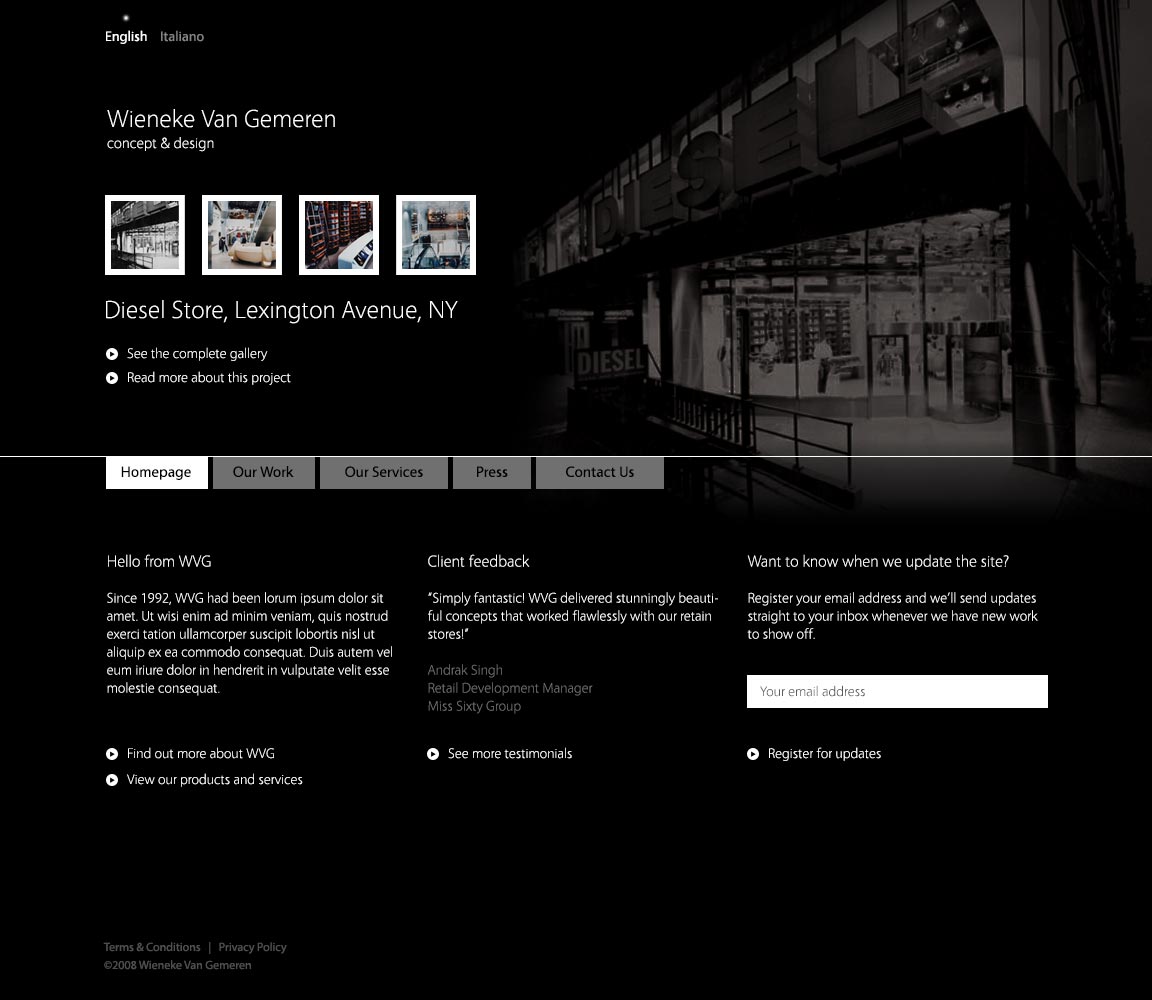 English Italiano
Wieneke Van Gemeren
concept & design
DIESEL
Diesel Store, Lexington Avenue, NY
See the complete gallery
DIESEL
Read more about this project
Homepage Our Work Our Services Press Contact Us
Hello from WVG
Since 1992, WVG had been lorum ipsum dolor sit
amet. Ut wisi enim ad minim veniam, quis nostrud
exerci tation ullamcorper suscipit lobortis nisl ut
aliquip ex ea commodo consequat. Duis autem vel
eum iriure dolor in hendrerit in vulputate velit esse
molestie consequat.
Find out more about WVG
View our products and services
Client feedback
“Simply fantastic! WVG delivered stunningly beauti-
ful concepts that worked flawlessly with our retain
stores!”
Andrak Singh
Retail Development Manager
Miss Sixty Group
See more testimonials
Want to know when we update the site?
Register your email address and we’ll send updates
straight to your inbox whenever we have new work
to show off.
Your email address
Register for updates
Terms & Conditions | Privacy Policy
©2008 Wieneke Van Gemeren